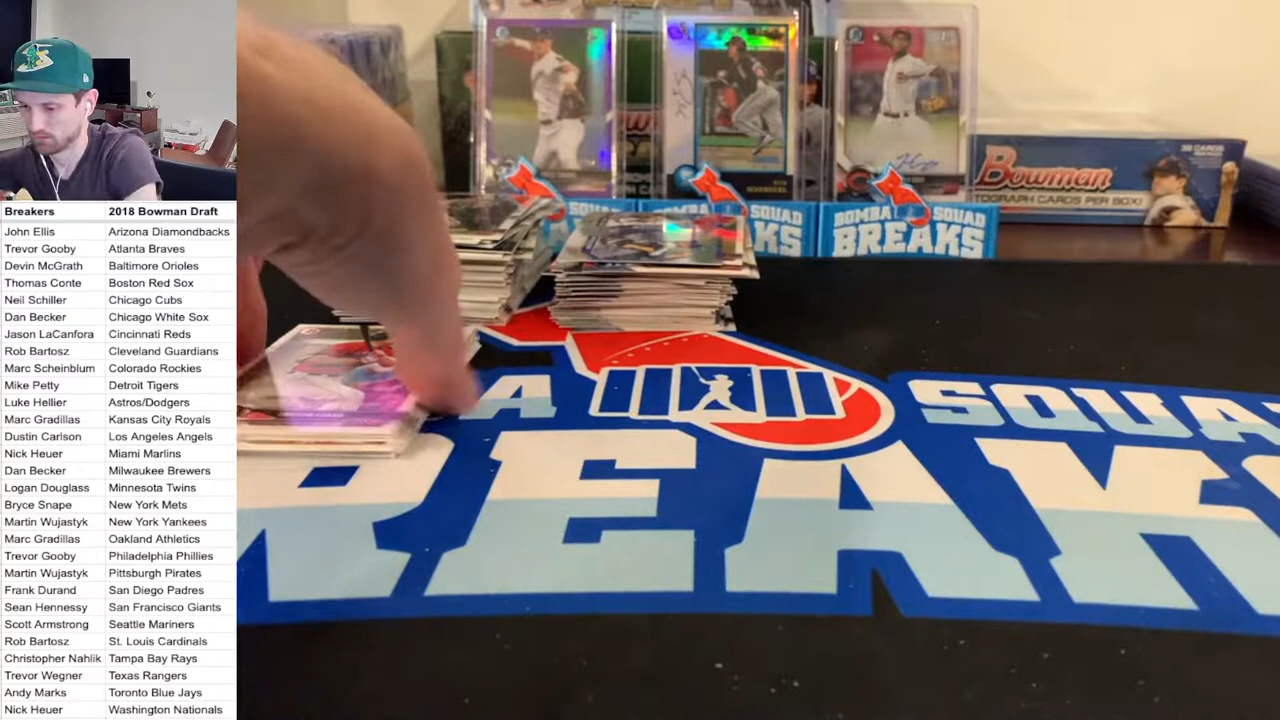 Breakers 2018 Bowman Draft
John Ellis Arizona Diamondbacks
Trevor Gooby Atlanta Braves
Devin McGrath Baltimore Orioles
Thomas Conte Boston Red Sox
Neil Schiller Chicago Cubs
Dan Becker Chicago White Sox
Jason LaCanfora Cincinnati Reds
Rob Bartosz Cleveland Guardians
Marc Scheinblum Colorado Rockies
Mike Petty Detroit Tigers
Luke Hellier Astros/Dodgers
Marc Gradillas Kansas City Royals
Dustin Carlson Los Angeles Angels
Nick Heuer Miami Marlins
Dan Becker Milwaukee Brewers
Logan Douglass Minnesota Twins
Bryce Snape New York Mets
Martin Wujastyk New York Yankees
Marc Gradillas Oakland Athletics
Trevor Gooby Philadelphia Phillies
Martin Wujastyk Pittsburgh Pirates
Frank Durand San Diego Padres
Sean Hennessy San Francisco Giants
Scott Armstrong Seattle Mariners
Rob Bartosz St. Louis Cardinals
Christopher Nahlik Tampa Bay Rays
Trevor Wegner Texas Rangers
Andy Marks Toronto Blue Jays
Nick Heuer Washington Nationals
Bowman
TOGRAPH CARDS PER BOX!
SQUAD
SQUAD
BREAKS
BOMBA SQUAD
BREAKS
A SQUA
REAK